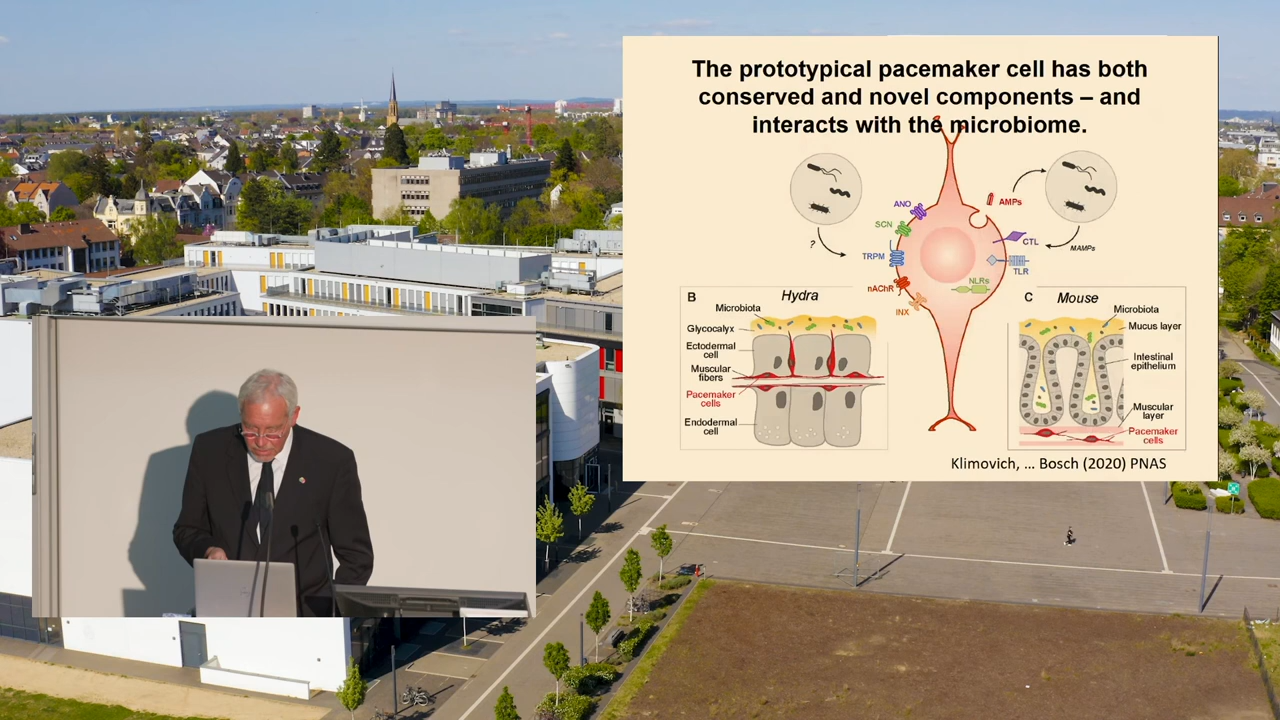 The prototypical pacemaker cell has both
conserved and novel components – and
interacts with the microbiome.
ANO
SCN
?
TRPM
nAChR
INX
AMPs
CTL
MAMPs
TLR
NLRs
B
Hydra
Microbiota
Glycocalyx
Ectodermal
cell
Muscular
fibers
Pacemaker
cells
Endodermal
cell
C
Mouse
Microbiota
Mucus layer
Intestinal
epithelium
Muscular
layer
Pacemaker
cells
Klimovich, ... Bosch (2020) PNAS